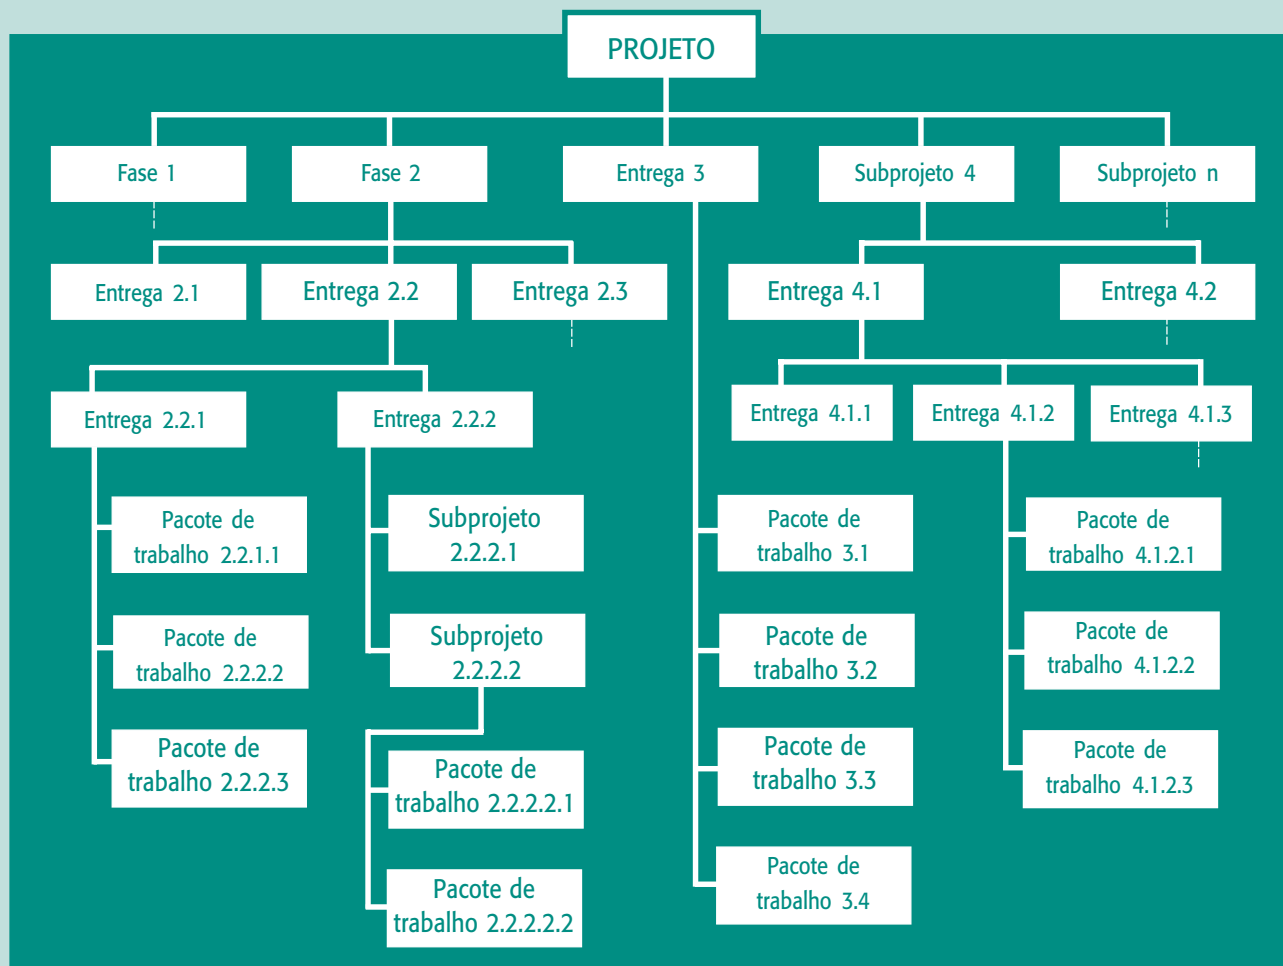 PROJETO
Fase 1
Fase 2
Entrega 3
Subprojeto 4
Subprojeto n
Entrega 2.1
Entrega 2.2
Entrega 2.3
Entrega 4.1
Entrega 4.2
Entrega 2.2.1
Entrega 2.2.2
Entrega 4.1.1
Entrega 4.1.2
Entrega 4.1.3
Pacote de
trabalho 2.2.1.1
Subprojeto
2.2.2.1
Pacote de
trabalho 3.1
Pacote de
trabalho 4.1.2.1
Pacote de
trabalho 2.2.2.2
Subprojeto
2.2.2.2
Pacote de
trabalho 3.2
Pacote de
trabalho 4.1.2.2
Pacote de
trabalho 2.2.2.3
Pacote de
trabalho 2.2.2.2.1
Pacote de
trabalho 3.3
Pacote de
trabalho 4.1.2.3
Pacote de
trabalho 2.2.2.2.2
Pacote de
trabalho 3.4